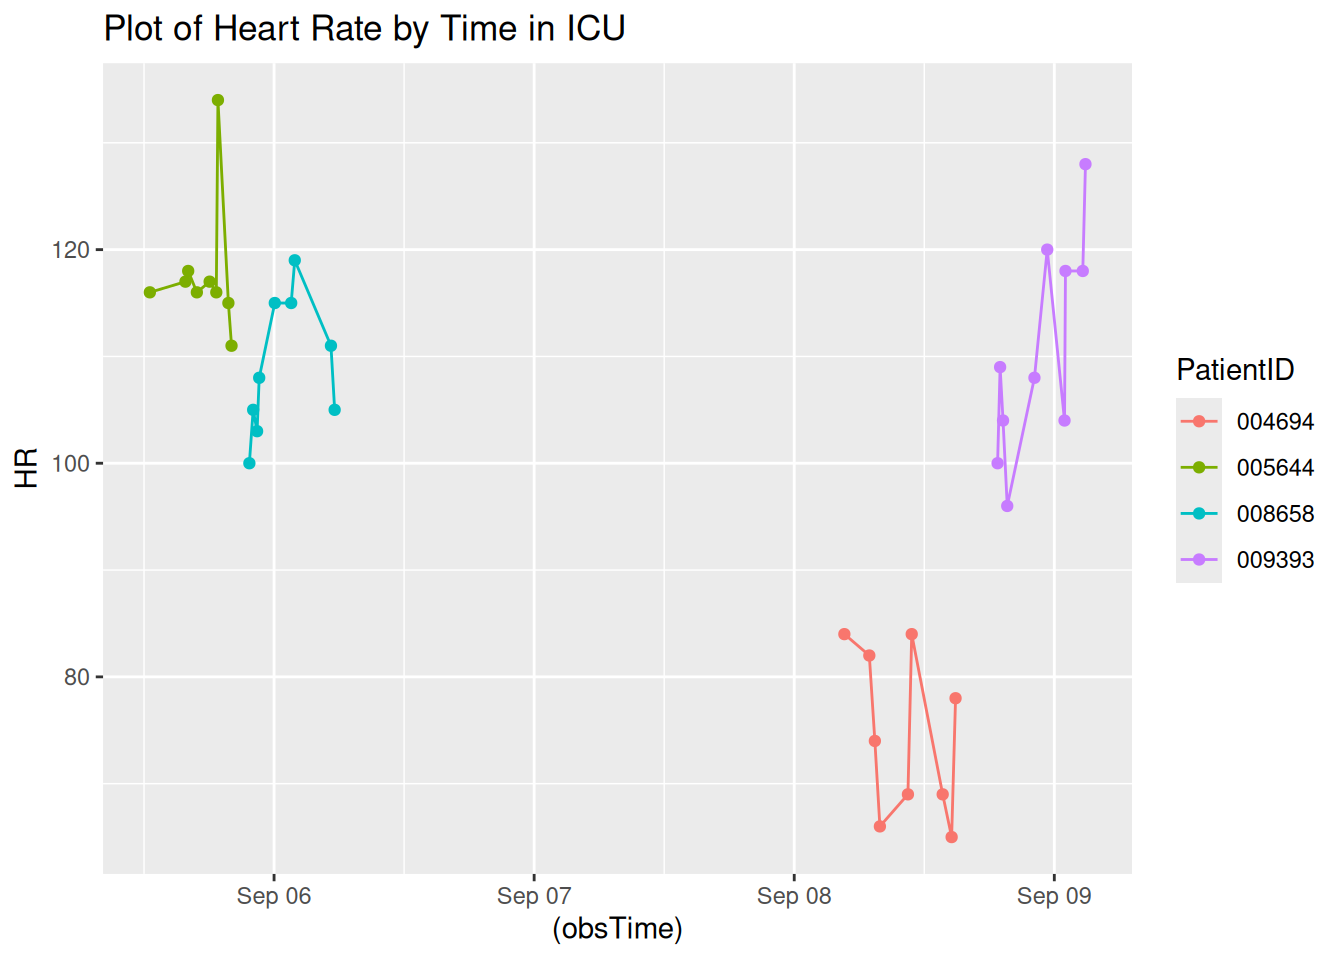 Plot of Heart Rate by Time in ICU
120
100
80
HR
Sep 06
Sep 07
Sep 08
Sep 09
(obsTime)
PatientID
004694
005644
008658
009393